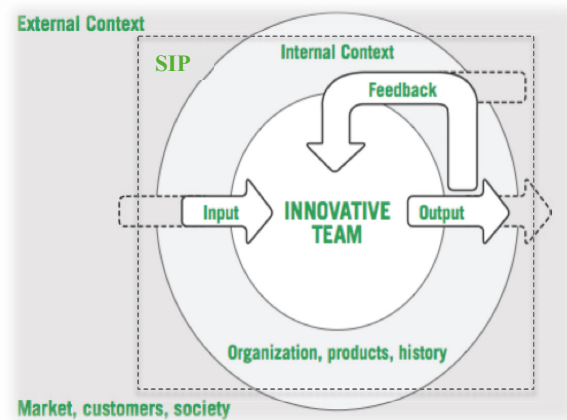 External Context
SIP
Internal Context
Feedback
Input
INNOVATIVE
TEAM
Output
Organization, products, history
Market, customers, society